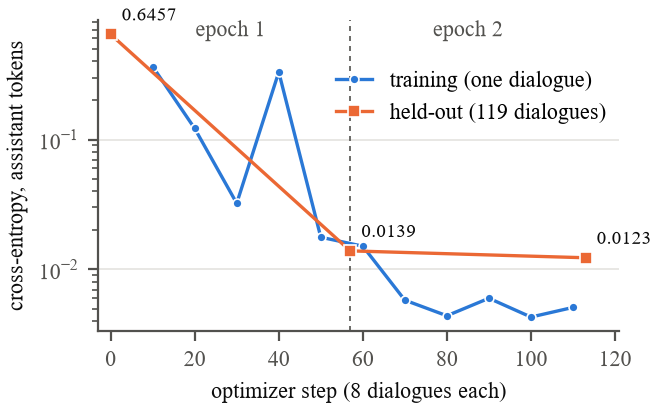 0.6457
epoch 1
epoch 2
training (one dialogue)
held-out (119 dialogues)
10⁻¹
10⁻²
0.0139
0.0123
cross-entropy, assistant tokens
0 20 40 60 80 100 120
optimizer step (8 dialogues each)